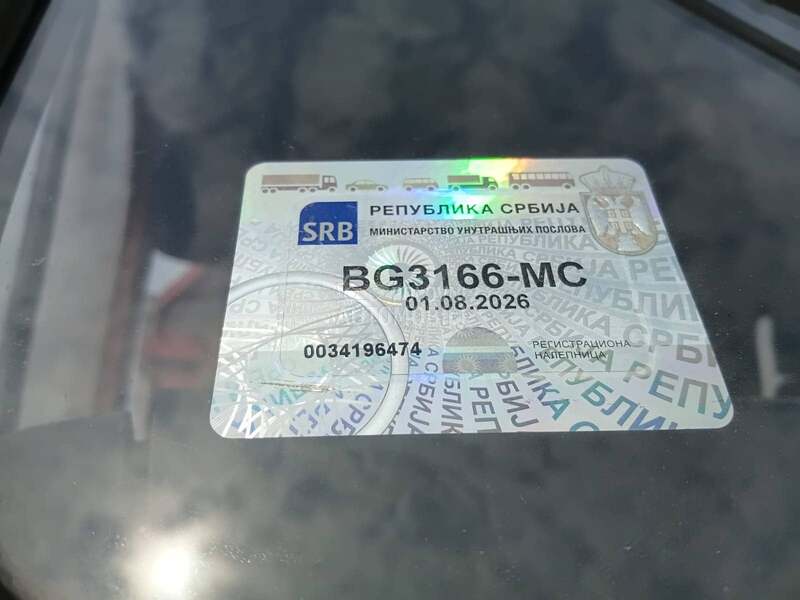 SRB
РЕПУБЛИКА СРБИЈА
МИНИСТАРСТВО УНУТРАШЊИХ ПОСЛОВА
BG3166-MC
01.08.2026
0034196474
РЕГИСТРАЦИОНА
НАЛЕПНИЦА